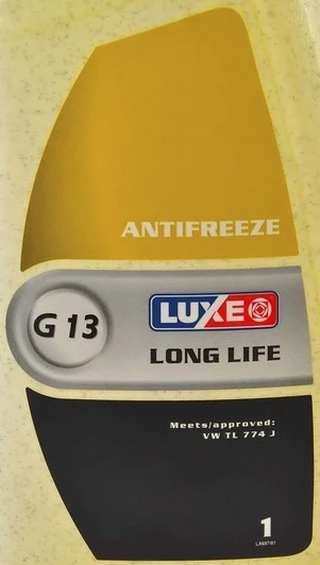 ANTIFREEZE
G 13
LUXE
LONG LIFE
Meets/approved:
VW TL 774 J
1